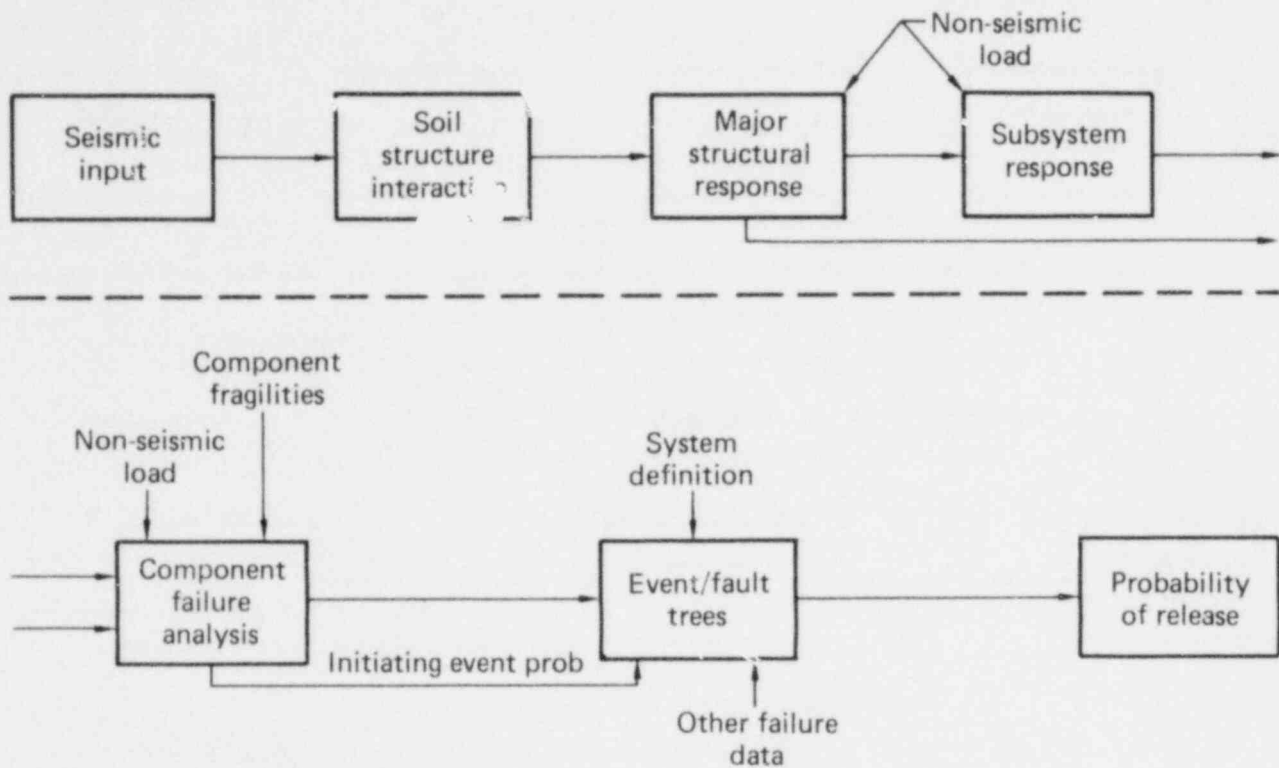 Non-seismic
load
Seismic
input
Soil
structure
interaction
Major
structural
response
Subsystem
response
Component
fragilities
Non-seismic
load
System
definition
Component
failure
analysis
Event/fault
trees
Probability
of release
Initiating event prob
Other failure
data